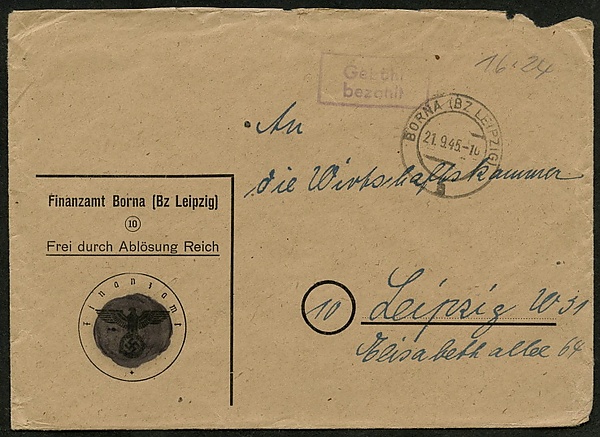 Gebühr
bezahlt
16.24
BORNA (BZ LEIPZIG)
21.9.45.-10
a
An
die Wirtschaftskammer
Finanzamt Borna (Bz Leipzig)
10
Frei durch Ablösung Reich
Finanzamt
10 Leipzig W 31
Elisabethallee 64